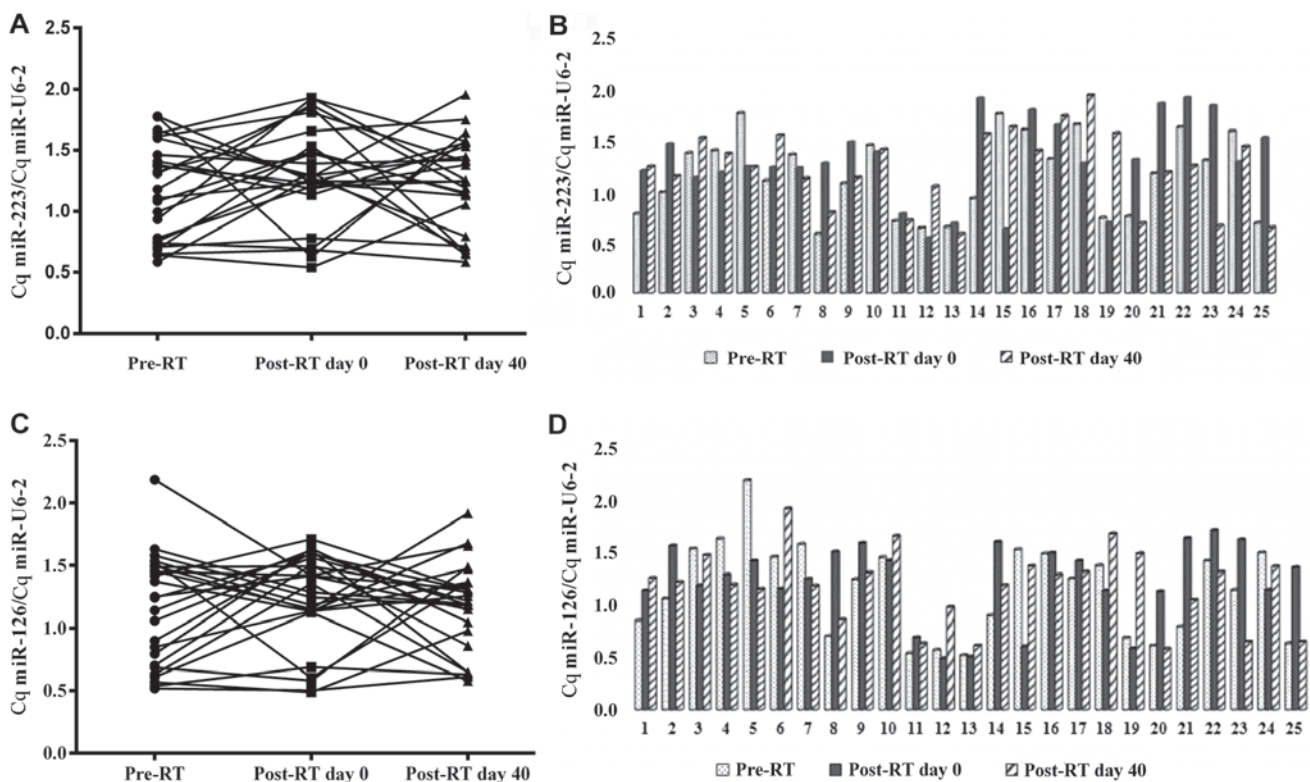 A
Cq miR-223/Cq miR-U6-2
2.5
2.0
1.5
1.0
0.5
0.0
Pre-RT Post-RT day 0 Post-RT day 40
B
Cq miR-223/Cq miR-U6-2
2.5
2.0
1.5
1.0
0.5
0.0
1 2 3 4 5 6 7 8 9 10 11 12 13 14 15 16 17 18 19 20 21 22 23 24 25
Pre-RT Post-RT day 0 Post-RT day 40
C
Cq miR-126/Cq miR-U6-2
2.5
2.0
1.5
1.0
0.5
0.0
Pre-RT Post-RT day 0 Post-RT day 40
D
Cq miR-126/Cq miR-U6-2
2.5
2.0
1.5
1.0
0.5
0.0
1 2 3 4 5 6 7 8 9 10 11 12 13 14 15 16 17 18 19 20 21 22 23 24 25
Pre-RT Post-RT day 0 Post-RT day 40